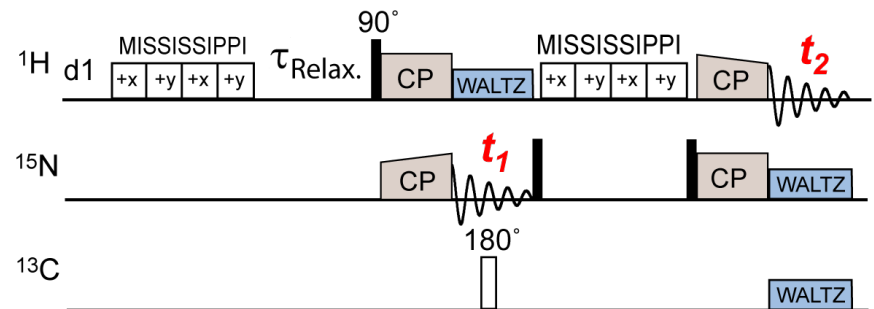 90°
MISSISSIPPI
MISSISSIPPI
¹H d1 +x +y +x +y τRelax. CP WALTZ +x +y +x +y CP t2
¹⁵N CP t1 CP WALTZ
180°
¹³C WALTZ